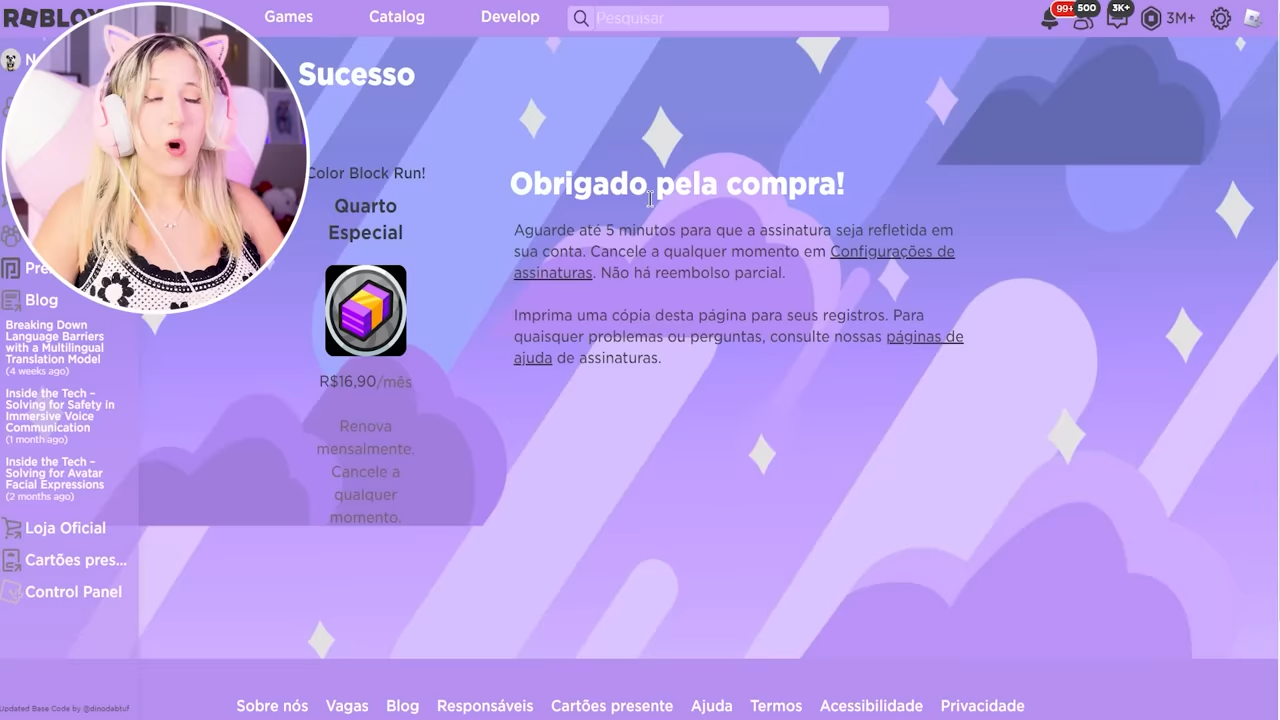 ROBLOX
Games
Catalog
Develop
Pesquisar
99+
500
3K+
3M+
N
Sucesso
Color Block Run!
Quarto
Especial
R$16,90/mês
Renova
mensalmente.
Cancele a
qualquer
momento.
Obrigado pela compra!
Aguarde até 5 minutos para que a assinatura seja refletida em
sua conta. Cancele a qualquer momento em Configurações de
assinaturas. Não há reembolso parcial.
Imprima uma cópia desta página para seus registros. Para
quaisquer problemas ou perguntas, consulte nossas páginas de
ajuda de assinaturas.
Blog
Breaking Down
Language Barriers
with a Multilingual
Translation Model
(4 weeks ago)
Inside the Tech –
Solving for Safety in
Immersive Voice
Communication
(1 month ago)
Inside the Tech –
Solving for Avatar
Facial Expressions
(2 months ago)
Loja Oficial
Cartões pres...
Control Panel
Updated Base Code by @dinodabtuf
Sobre nós
Vagas
Blog
Responsáveis
Cartões presente
Ajuda
Termos
Acessibilidade
Privacidade